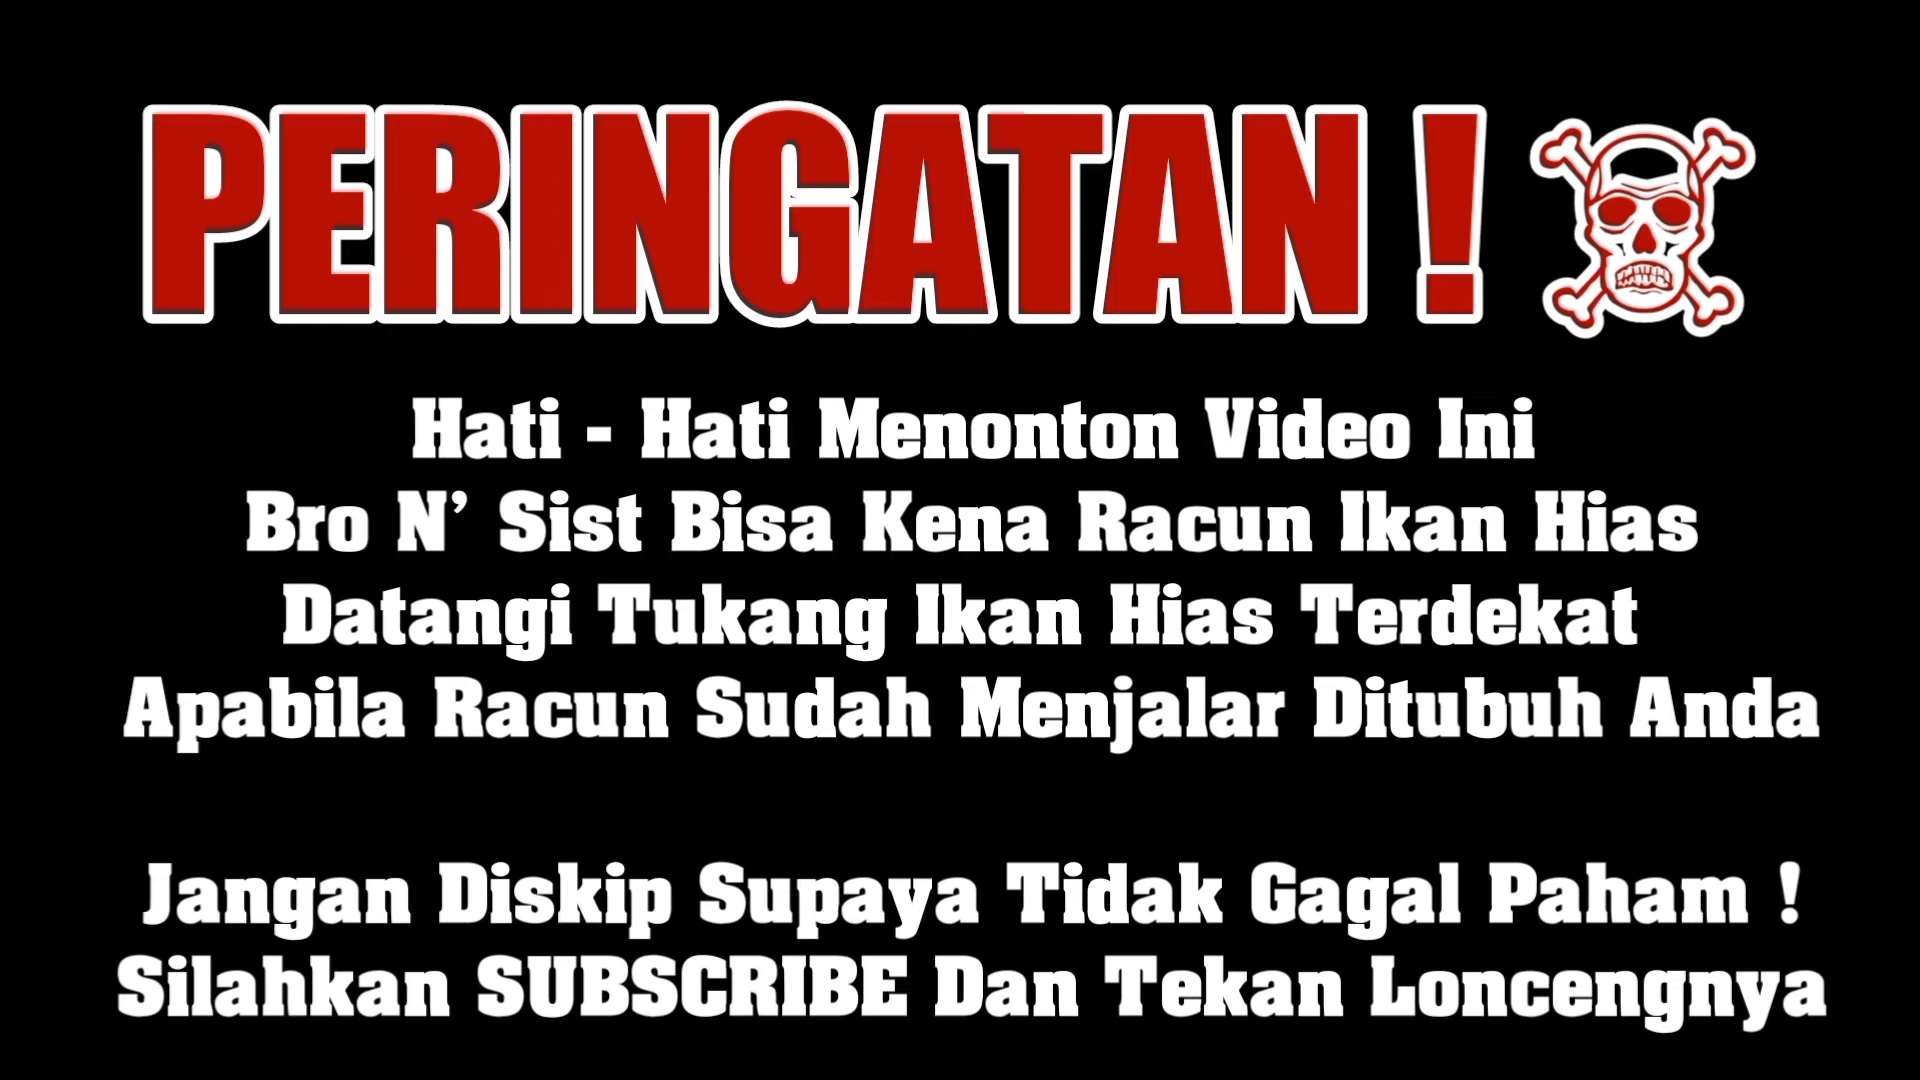 PERINGATAN !
Hati - Hati Menonton Video Ini
Bro N’ Sist Bisa Kena Racun Ikan Hias
Datangi Tukang Ikan Hias Terdekat
Apabila Racun Sudah Menjalar Ditubuh Anda
Jangan Diskip Supaya Tidak Gagal Paham !
Silahkan SUBSCRIBE Dan Tekan Loncengnya